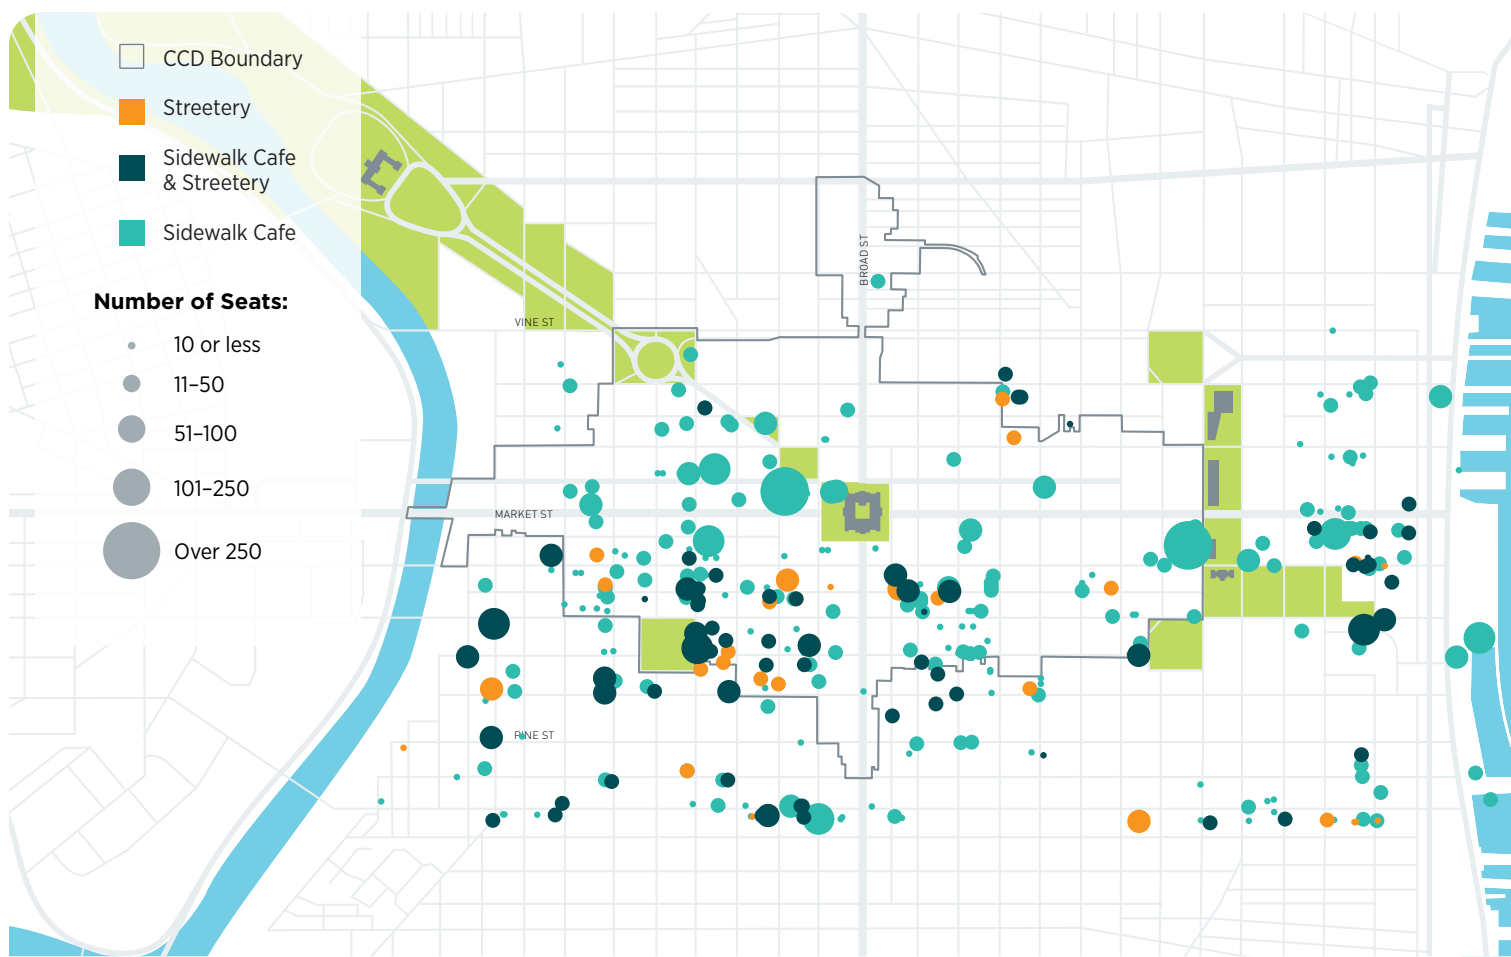 CCD Boundary
Streetery
Sidewalk Cafe
& Streetery
Sidewalk Cafe
Number of Seats:
10 or less
11–50
51–100
101–250
Over 250
BROAD ST
VINE ST
MARKET ST
PINE ST